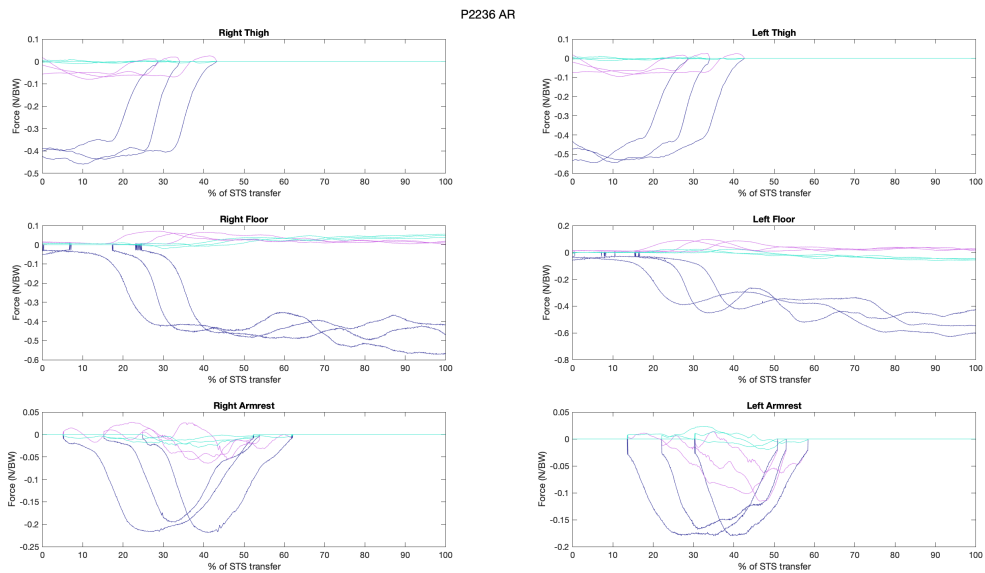 P2236 AR
Right Thigh
0.1
0
-0.1
-0.2
-0.3
-0.4
-0.5
Force (N/BW)
0 10 20 30 40 50 60 70 80 90 100
% of STS transfer
Left Thigh
0.1
0
-0.1
-0.2
-0.3
-0.4
-0.5
-0.6
Force (N/BW)
0 10 20 30 40 50 60 70 80 90 100
% of STS transfer
Right Floor
0.1
0
-0.1
-0.2
-0.3
-0.4
-0.5
-0.6
Force (N/BW)
0 10 20 30 40 50 60 70 80 90 100
% of STS transfer
Left Floor
0.2
0
-0.2
-0.4
-0.6
-0.8
Force (N/BW)
0 10 20 30 40 50 60 70 80 90 100
% of STS transfer
Right Armrest
0.05
0
-0.05
-0.1
-0.15
-0.2
-0.25
Force (N/BW)
0 10 20 30 40 50 60 70 80 90 100
% of STS transfer
Left Armrest
0.05
0
-0.05
-0.1
-0.15
-0.2
Force (N/BW)
0 10 20 30 40 50 60 70 80 90 100
% of STS transfer